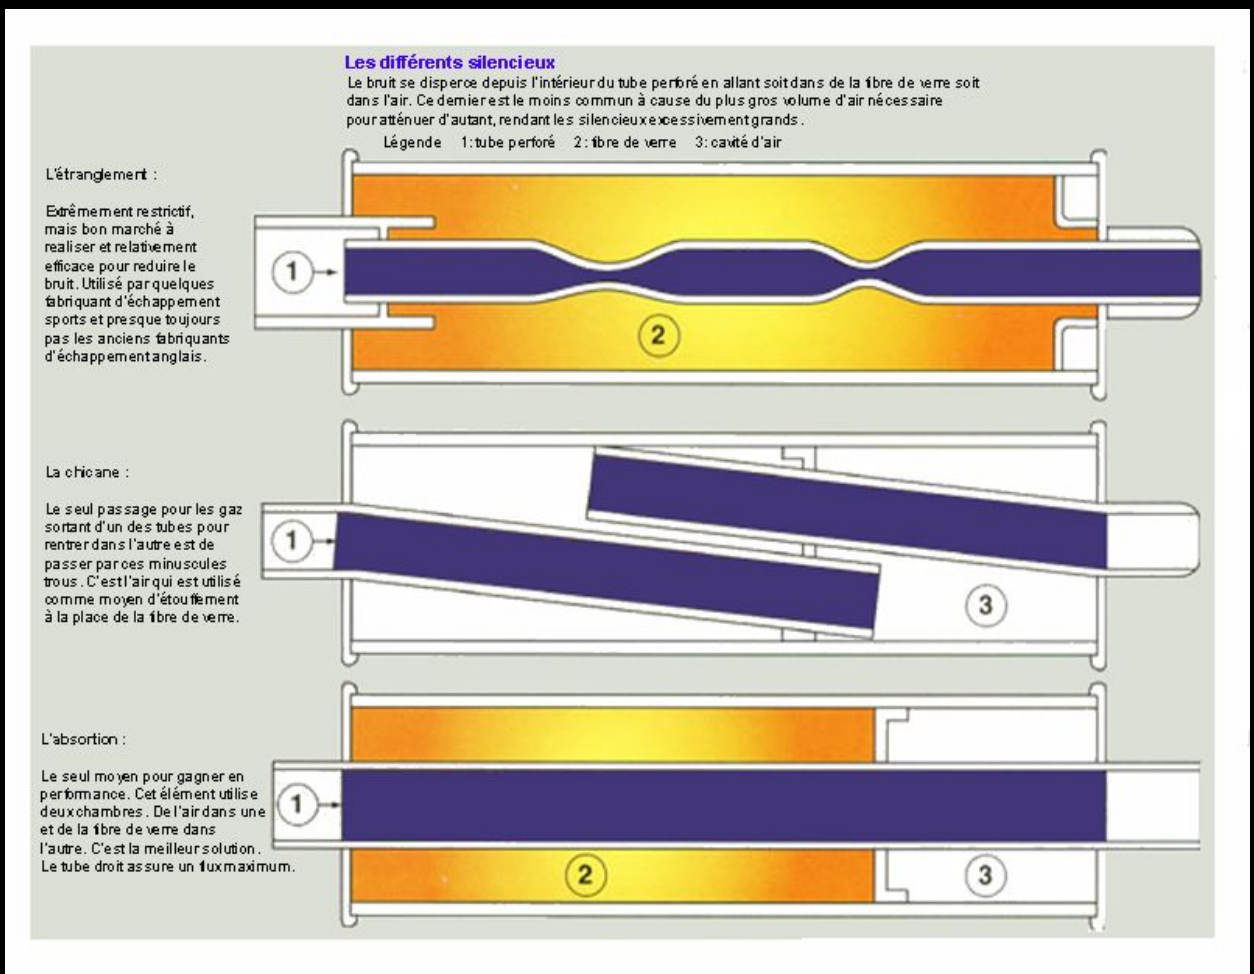 Les différents silencieux
Le bruit se disperce depuis l'intérieur du tube perforé en allant soit dans de la fibre de verre soit
dans l'air. Ce dernier est le moins commun à cause du plus gros volume d'air nécessaire
pour atténuer d'autant, rendant les silencieux excessivement grands.
Légende 1: tube perforé 2: fibre de verre 3: cavité d'air
L'étranglement :
Extrêmement restrictif,
mais bon marché à
realiser et relativement
efficace pour reduire le
bruit. Utilisé par quelques
fabriquant d'échappement
sports et presque toujours
pas les anciens fabriquants
d'échappement anglais.
1
2
La chicane :
Le seul passage pour les gaz
sortant d'un des tubes pour
rentrer dans l'autre est de
passer par ces minuscules
trous. C'est l'air qui est utilisé
comme moyen d'étouffement
à la place de la fibre de verre.
1
3
L'absortion :
Le seul moyen pour gagner en
performance. Cet élément utilise
deux chambres. De l'air dans une
et de la fibre de verre dans
l'autre. C'est la meilleur solution.
Le tube droit assure un flux maximum.
1
2
3